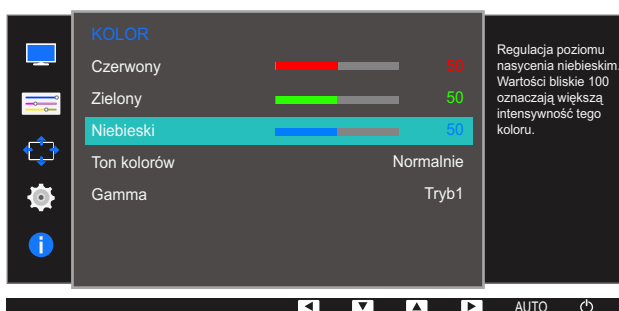 KOLOR
Czerwony 50
Zielony 50
Niebieski 50
Ton kolorów Normalnie
Gamma Tryb1
Regulacja poziomu
nasycenia niebieskim.
Wartości bliskie 100
oznaczają większą
intensywność tego
koloru.
AUTO